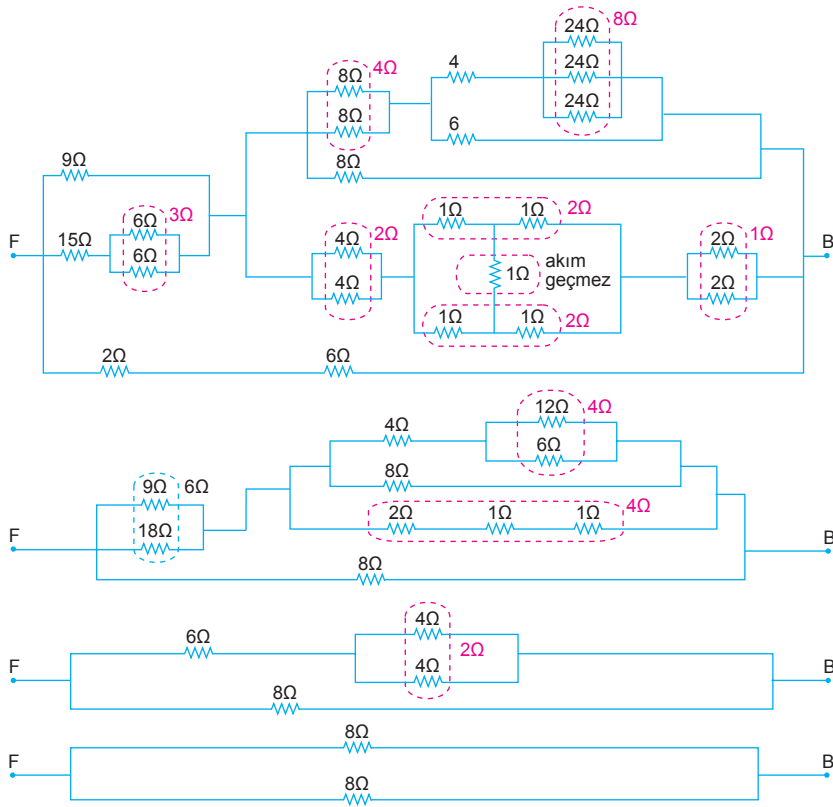 24Ω 8Ω
8Ω 4Ω 4 24Ω
8Ω 6 24Ω
8Ω
9Ω
6Ω 3Ω
F 15Ω 6Ω
4Ω 2Ω
4Ω
1Ω 1Ω 2Ω
1Ω akım
geçmez
1Ω 1Ω 2Ω
2Ω 1Ω
2Ω
B
2Ω 6Ω
4Ω 12Ω 4Ω
6Ω
8Ω
9Ω 6Ω
18Ω
2Ω 1Ω 1Ω 4Ω
F B
8Ω
6Ω 4Ω
4Ω 2Ω
F B
8Ω
8Ω
F B
8Ω